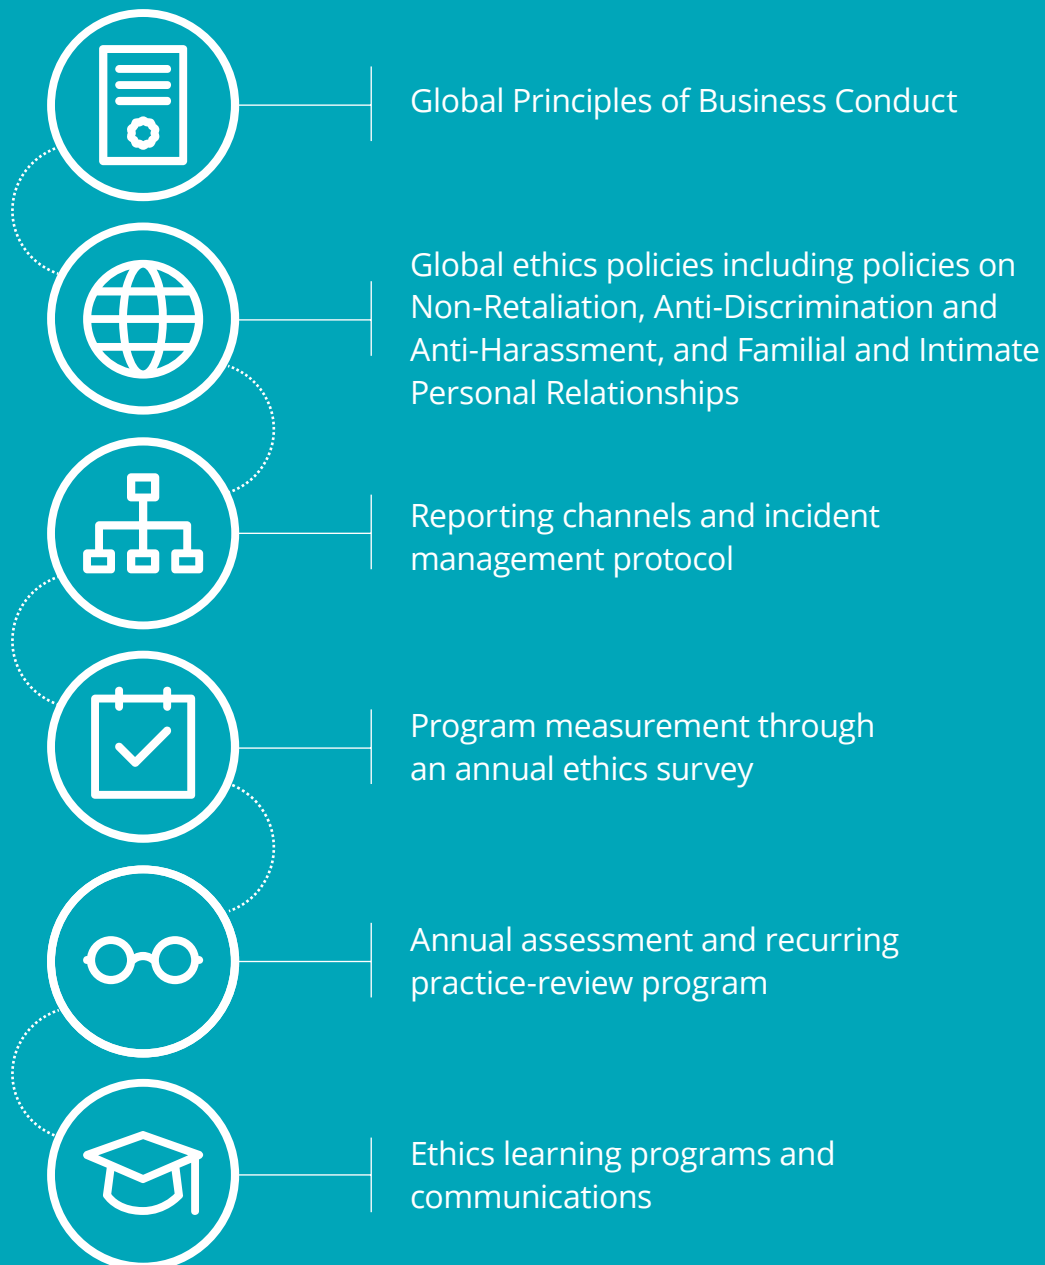 Global Principles of Business Conduct
Global ethics policies including policies on
Non-Retaliation, Anti-Discrimination and
Anti-Harassment, and Familial and Intimate
Personal Relationships
Reporting channels and incident
management protocol
Program measurement through
an annual ethics survey
Annual assessment and recurring
practice-review program
Ethics learning programs and
communications